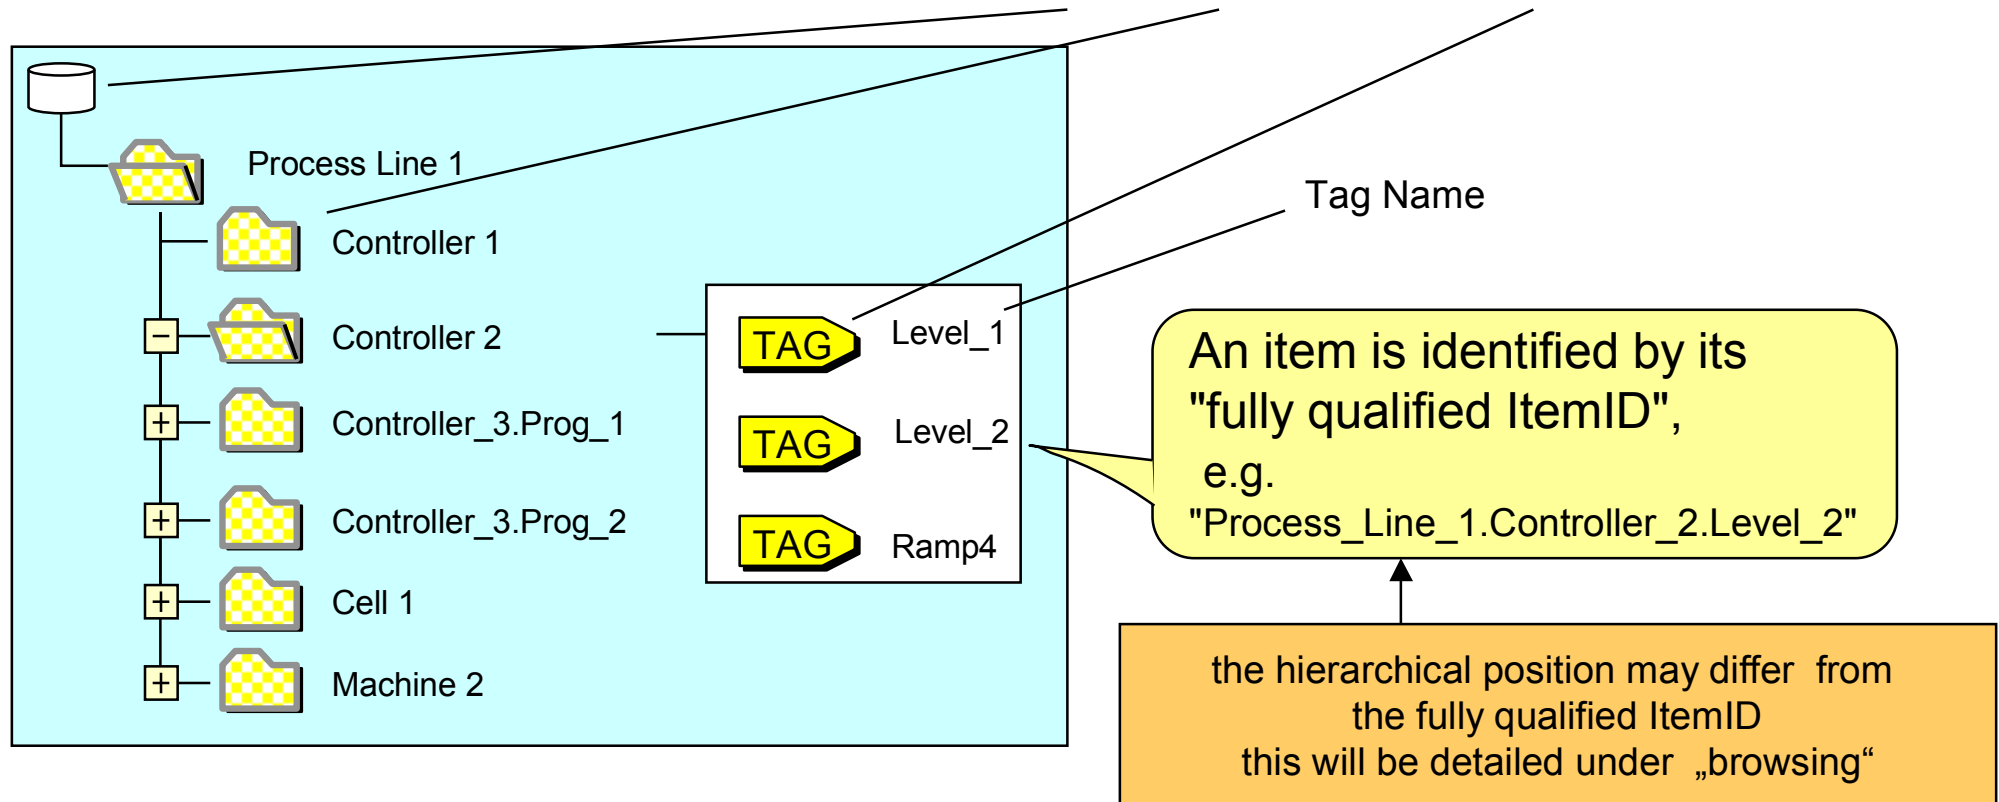 Process Line 1
Tag Name
Controller 1
Controller 2
Controller_3.Prog_1
Controller_3.Prog_2
Cell 1
Machine 2
TAG Level_1
TAG Level_2
TAG Ramp4
An item is identified by its
"fully qualified ItemID",
e.g.
"Process_Line_1.Controller_2.Level_2"
the hierarchical position may differ from
the fully qualified ItemID
this will be detailed under „browsing“